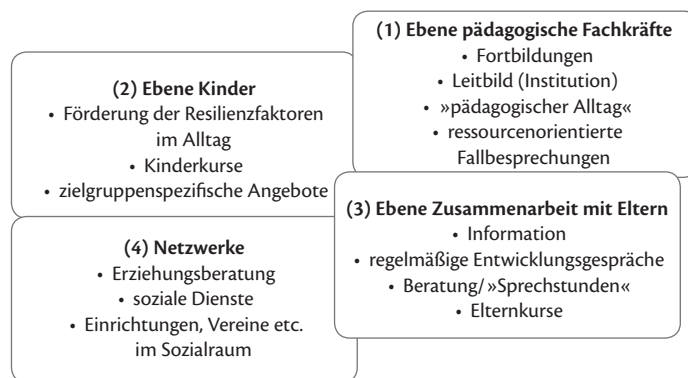 (1) Ebene pädagogische Fachkräfte
• Fortbildungen
• Leitbild (Institution)
• »pädagogischer Alltag«
• ressourcenorientierte
Fallbesprechungen
(2) Ebene Kinder
• Förderung der Resilienzfaktoren
im Alltag
• Kinderkurse
• zielgruppenspezifische Angebote
(3) Ebene Zusammenarbeit mit Eltern
• Information
• regelmäßige Entwicklungsgespräche
• Beratung/»Sprechstunden«
• Elternkurse
(4) Netzwerke
• Erziehungsberatung
• soziale Dienste
• Einrichtungen, Vereine etc.
im Sozialraum